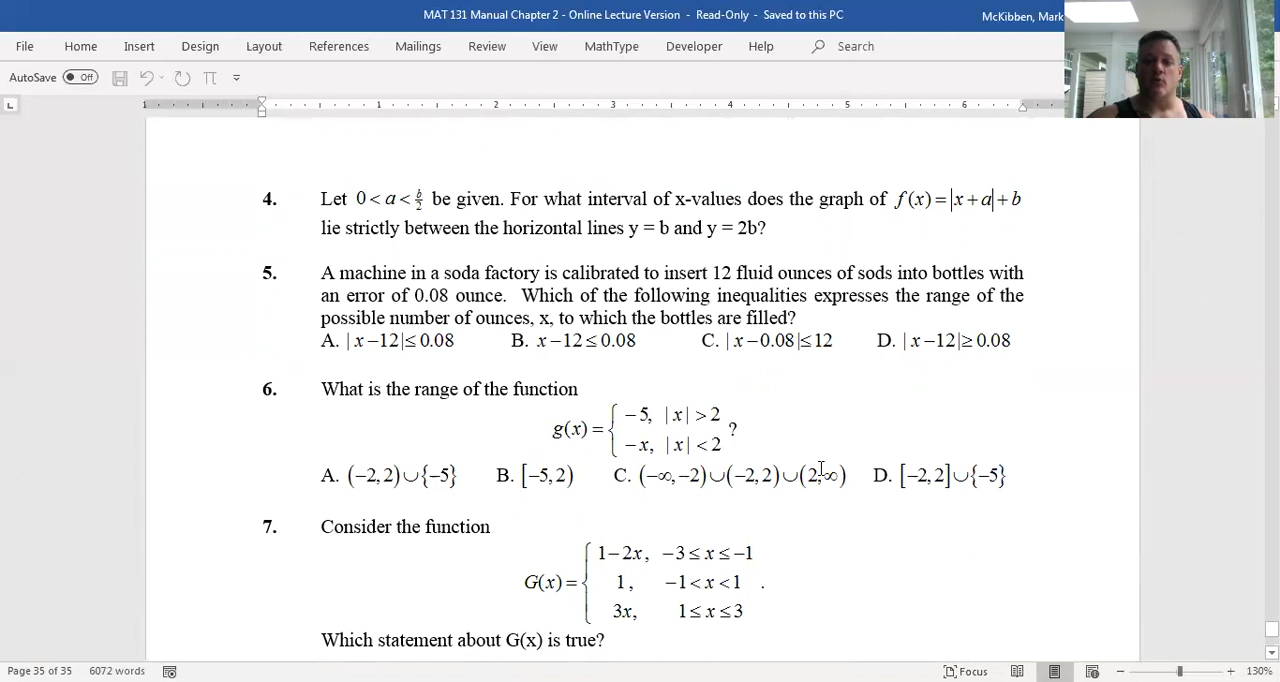 MAT 131 Manual Chapter 2 - Online Lecture Version - Read-Only - Saved to this PC
McKibben, Mark
File Home Insert Design Layout References Mailings Review View MathType Developer Help Search
AutoSave Off
1 1 2 3 4 5 6
4. Let 0 < a < b/2 be given. For what interval of x-values does the graph of f(x) = |x + a| + b
lie strictly between the horizontal lines y = b and y = 2b?
5. A machine in a soda factory is calibrated to insert 12 fluid ounces of sods into bottles with
an error of 0.08 ounce. Which of the following inequalities expresses the range of the
possible number of ounces, x, to which the bottles are filled?
A. | x − 12 | ≤ 0.08 B. x − 12 ≤ 0.08 C. | x − 0.08 | ≤ 12 D. | x − 12 | ≥ 0.08
6. What is the range of the function
g(x) = { −5, | x | > 2
−x, | x | < 2 ?
A. (−2, 2) ∪ {−5} B. [−5, 2) C. (−∞, −2) ∪ (−2, 2) ∪ (2, ∞) D. [−2, 2] ∪ {−5}
7. Consider the function
G(x) = { 1 − 2x, −3 ≤ x ≤ −1
1, −1 < x < 1 .
3x, 1 ≤ x ≤ 3
Which statement about G(x) is true?
Page 35 of 35 6072 words Focus 130%